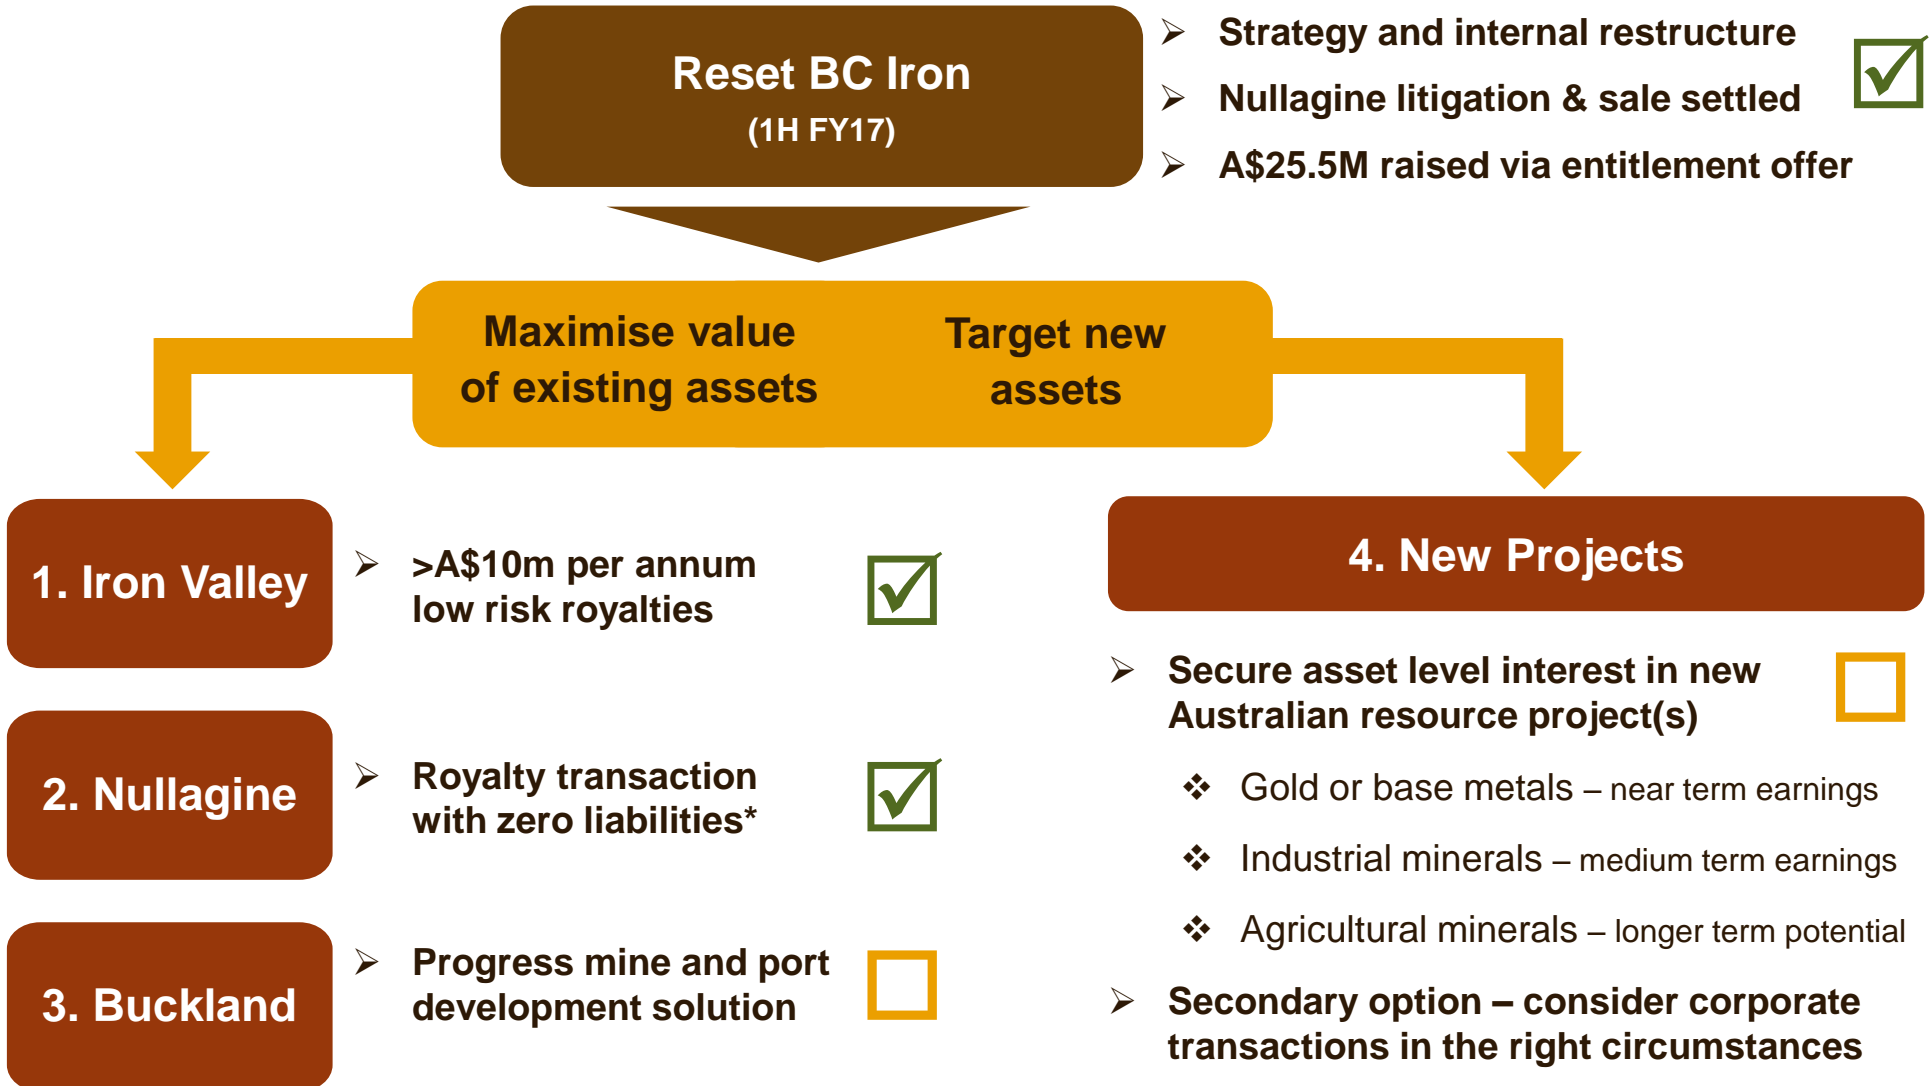 Reset BC Iron
(1H FY17)
➢ Strategy and internal restructure
➢ Nullagine litigation & sale settled
➢ A$25.5M raised via entitlement offer
Maximise value
of existing assets
Target new
assets
1. Iron Valley
➢ >A$10m per annum
low risk royalties
2. Nullagine
➢ Royalty transaction
with zero liabilities*
3. Buckland
➢ Progress mine and port
development solution
4. New Projects
➢ Secure asset level interest in new
Australian resource project(s)
❖ Gold or base metals – near term earnings
❖ Industrial minerals – medium term earnings
❖ Agricultural minerals – longer term potential
➢ Secondary option – consider corporate
transactions in the right circumstances